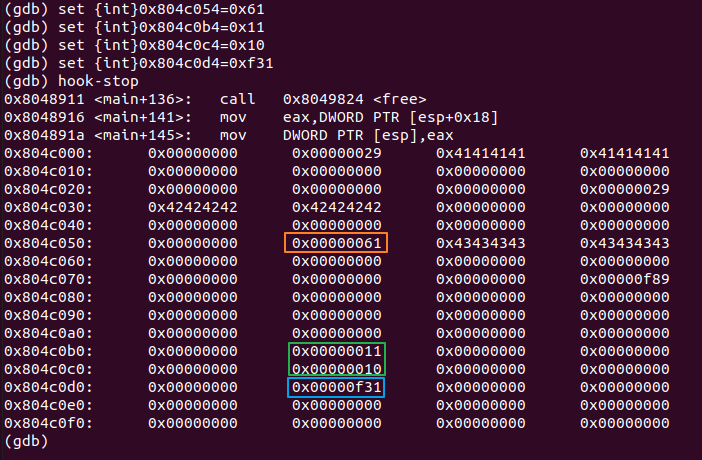 (gdb) set {int}0x804c054=0x61
(gdb) set {int}0x804c0b4=0x11
(gdb) set {int}0x804c0c4=0x10
(gdb) set {int}0x804c0d4=0xf31
(gdb) hook-stop
0x8048911 <main+136>:   call   0x8049824 <free>
0x8048916 <main+141>:   mov    eax,DWORD PTR [esp+0x18]
0x804891a <main+145>:   mov    DWORD PTR [esp],eax
0x804c000:      0x00000000      0x00000029      0x41414141      0x41414141
0x804c010:      0x00000000      0x00000000      0x00000000      0x00000000
0x804c020:      0x00000000      0x00000000      0x00000000      0x00000029
0x804c030:      0x42424242      0x42424242      0x00000000      0x00000000
0x804c040:      0x00000000      0x00000000      0x00000000      0x00000000
0x804c050:      0x00000000      0x00000061      0x43434343      0x43434343
0x804c060:      0x00000000      0x00000000      0x00000000      0x00000000
0x804c070:      0x00000000      0x00000000      0x00000000      0x00000f89
0x804c080:      0x00000000      0x00000000      0x00000000      0x00000000
0x804c090:      0x00000000      0x00000000      0x00000000      0x00000000
0x804c0a0:      0x00000000      0x00000000      0x00000000      0x00000000
0x804c0b0:      0x00000000      0x00000011      0x00000000      0x00000000
0x804c0c0:      0x00000000      0x00000010      0x00000000      0x00000000
0x804c0d0:      0x00000000      0x00000f31      0x00000000      0x00000000
0x804c0e0:      0x00000000      0x00000000      0x00000000      0x00000000
0x804c0f0:      0x00000000      0x00000000      0x00000000      0x00000000
(gdb)